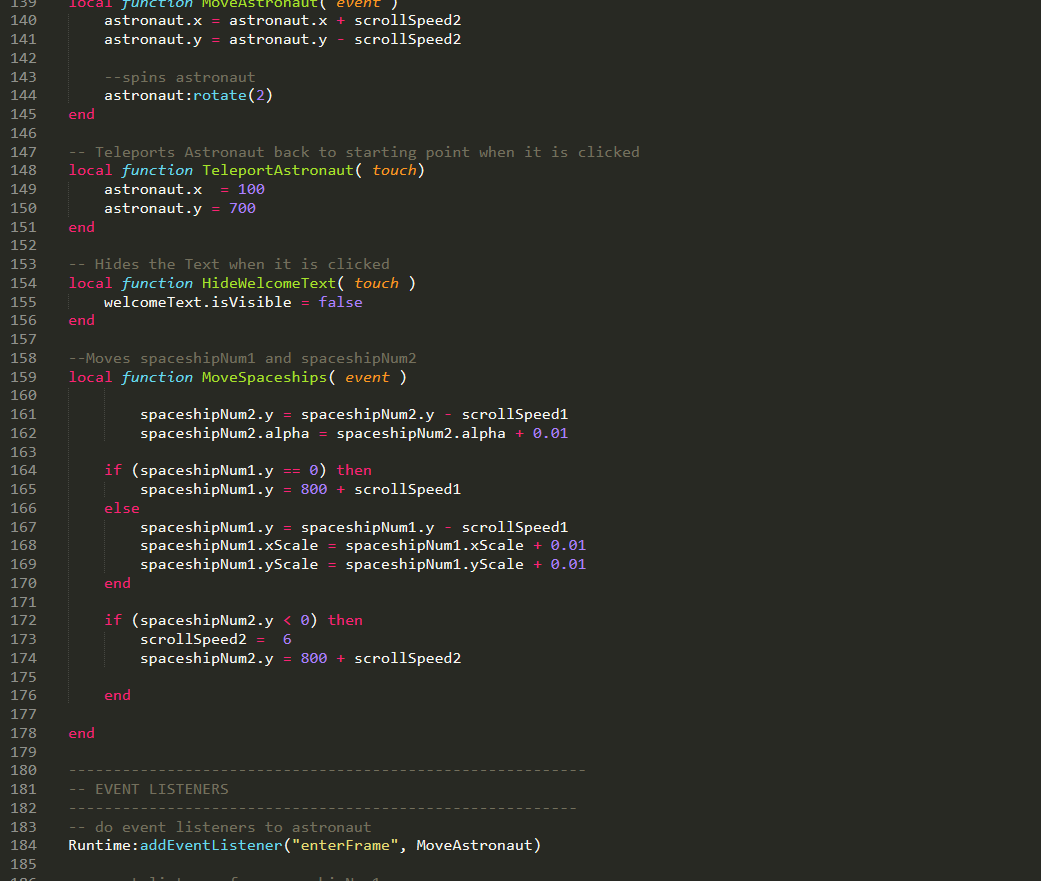 139 local function MoveAstronaut( event )
140 astronaut.x = astronaut.x + scrollSpeed2
141 astronaut.y = astronaut.y - scrollSpeed2
142
143 --spins astronaut
144 astronaut:rotate(2)
145 end
146
147 -- Teleports Astronaut back to starting point when it is clicked
148 local function TeleportAstronaut( touch)
149 astronaut.x  = 100
150 astronaut.y = 700
151 end
152
153 -- Hides the Text when it is clicked
154 local function HideWelcomeText( touch )
155 welcomeText.isVisible = false
156 end
157
158 --Moves spaceshipNum1 and spaceshipNum2
159 local function MoveSpaceships( event )
160
161 spaceshipNum2.y = spaceshipNum2.y - scrollSpeed1
162 spaceshipNum2.alpha = spaceshipNum2.alpha + 0.01
163
164 if (spaceshipNum1.y == 0) then
165 spaceshipNum1.y = 800 + scrollSpeed1
166 else
167 spaceshipNum1.y = spaceshipNum1.y - scrollSpeed1
168 spaceshipNum1.xScale = spaceshipNum1.xScale + 0.01
169 spaceshipNum1.yScale = spaceshipNum1.yScale + 0.01
170 end
171
172 if (spaceshipNum2.y < 0) then
173 scrollSpeed2 =  6
174 spaceshipNum2.y = 800 + scrollSpeed2
175
176 end
177
178 end
179
180 ----------------------------------------------------------
181 -- EVENT LISTENERS
182 ---------------------------------------------------------
183 -- do event listeners to astronaut
184 Runtime:addEventListener("enterFrame", MoveAstronaut)
185